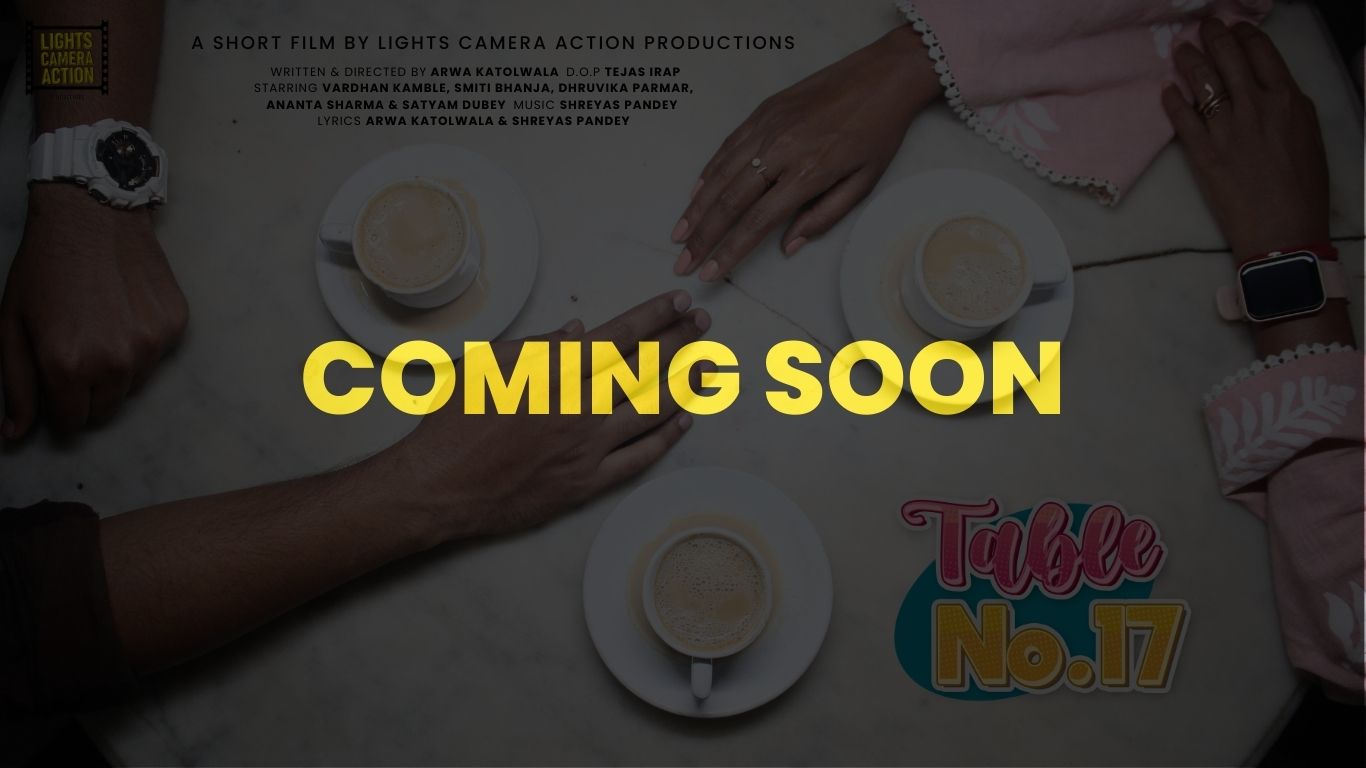 LIGHTS
CAMERA
ACTION
A SHORT FILM BY LIGHTS CAMERA ACTION PRODUCTIONS
WRITTEN & DIRECTED BY ARWA KATOLWALA D.O.P TEJAS IRAP
STARRING VARDHAN KAMBLE, SMITI BHANJA, DHRUVIKA PARMAR,
ANANTA SHARMA & SATYAM DUBEY MUSIC SHREYAS PANDEY
LYRICS ARWA KATOLWALA & SHREYAS PANDEY
COMING SOON
Table
No.17